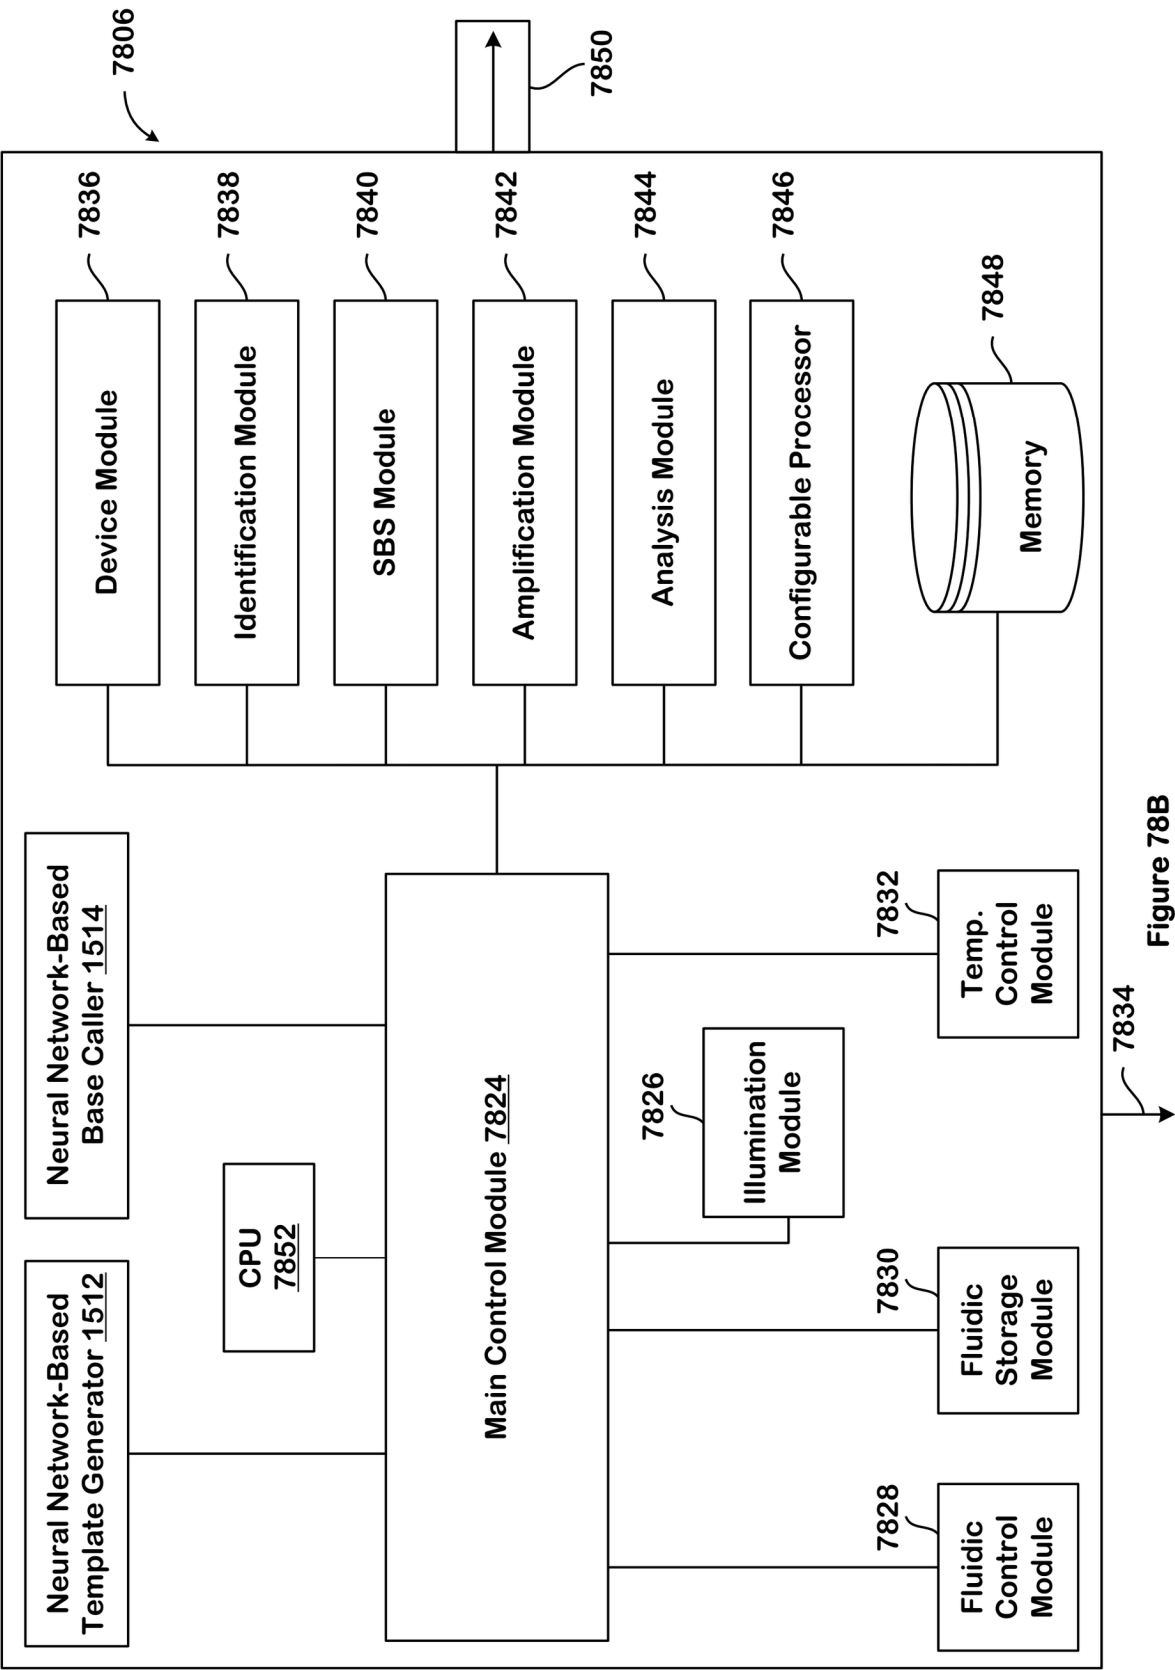 7806
Neural Network-Based
Template Generator 1512
Neural Network-Based
Base Caller 1514
CPU
7852
Main Control Module 7824
Device Module
7836
Identification Module
7838
SBS Module
7840
Amplification Module
7842
Analysis Module
7844
Configurable Processor
7846
Memory
7848
7850
7826
Illumination
Module
7828
Fluidic
Control
Module
7830
Fluidic
Storage
Module
7832
Temp.
Control
Module
7834
Figure 78B